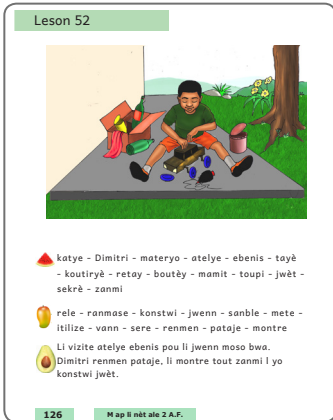 Leson 52
katye - Dimitri - materyo - atelye - ebenis - tayè
- koutiryè - retay - boutèy - mamit - toupi - jwèt -
sekrè - zanmi
rele - ranmase - konstwi - jwenn - sanble - mete -
itilize - vann - sere - renmen - pataje - montre
Li vizite atelye ebenis pou li jwenn moso bwa.
Dimitri renmen pataje, li montre tout zanmi l yo
konstwi jwèt.
126
M ap li nèt ale 2 A.F.